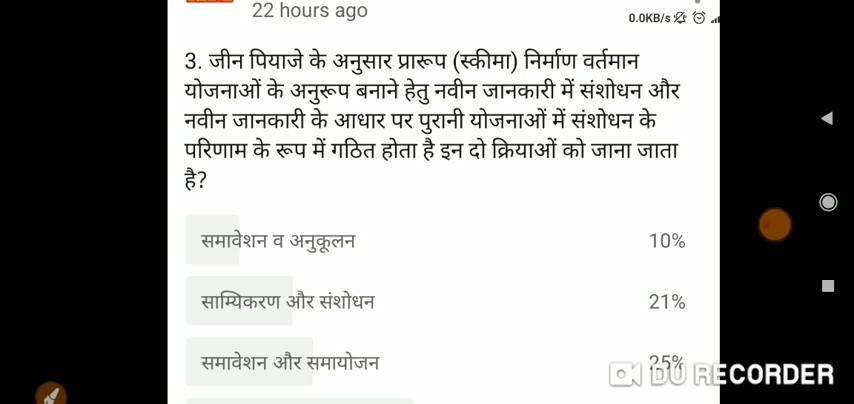 22 hours ago
0.0KB/s
3. जीन पियाजे के अनुसार प्रारूप (स्कीमा) निर्माण वर्तमान
योजनाओं के अनुरूप बनाने हेतु नवीन जानकारी में संशोधन और
नवीन जानकारी के आधार पर पुरानी योजनाओं में संशोधन के
परिणाम के रूप में गठित होता है इन दो क्रियाओं को जाना जाता
है?
समावेशन व अनुकूलन 10%
साम्यिकरण और संशोधन 21%
समावेशन और समायोजन 25%
DU RECORDER